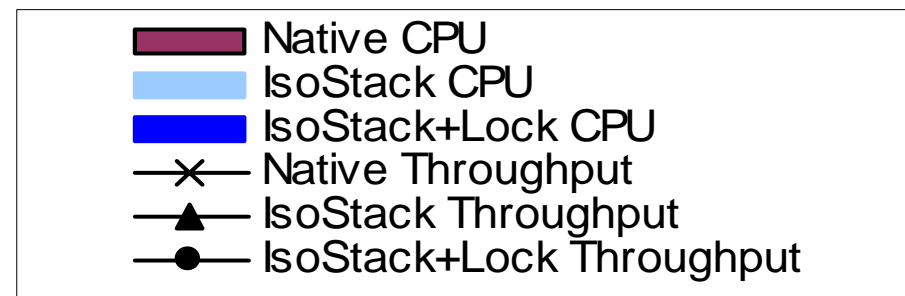 Native CPU
IsoStack CPU
IsoStack+Lock CPU
Native Throughput
IsoStack Throughput
IsoStack+Lock Throughput